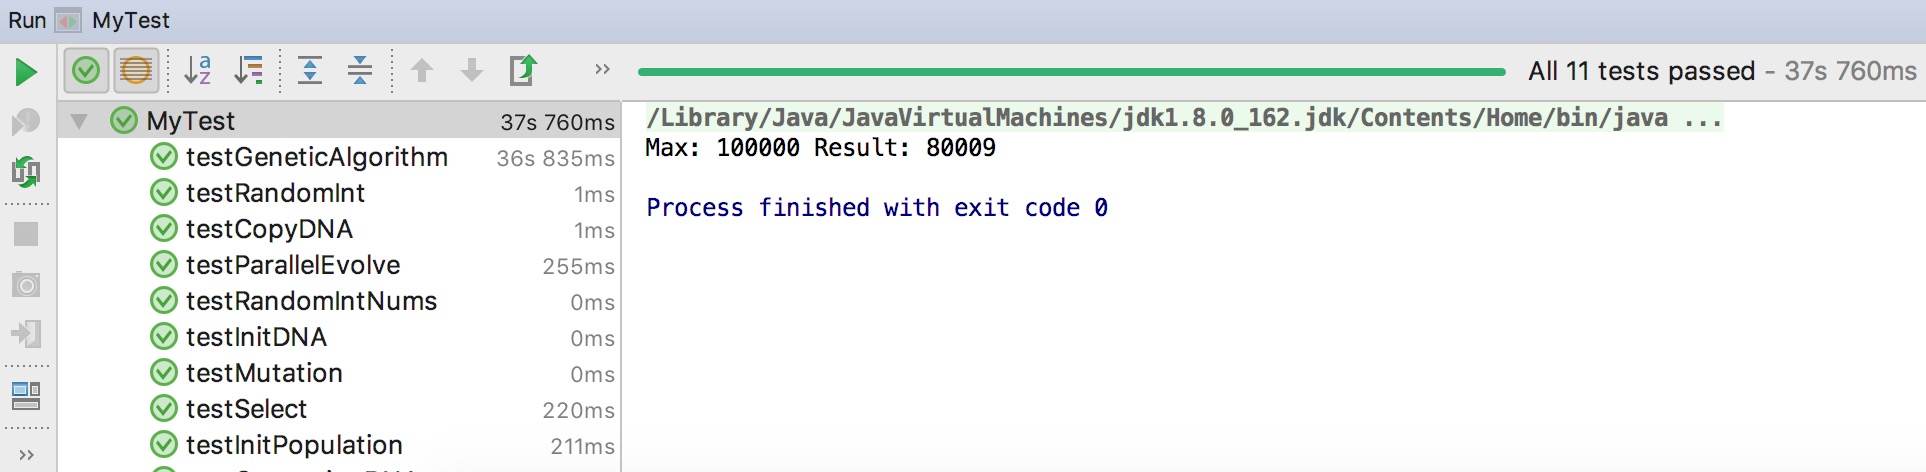 Run MyTest
a
z
»
All 11 tests passed - 37s 760ms
MyTest 37s 760ms
testGeneticAlgorithm 36s 835ms
testRandomInt 1ms
testCopyDNA 1ms
testParallelEvolve 255ms
testRandomIntNums 0ms
testInitDNA 0ms
testMutation 0ms
testSelect 220ms
testInitPopulation 211ms
/Library/Java/JavaVirtualMachines/jdk1.8.0_162.jdk/Contents/Home/bin/java ...
Max: 100000 Result: 80009
Process finished with exit code 0
»